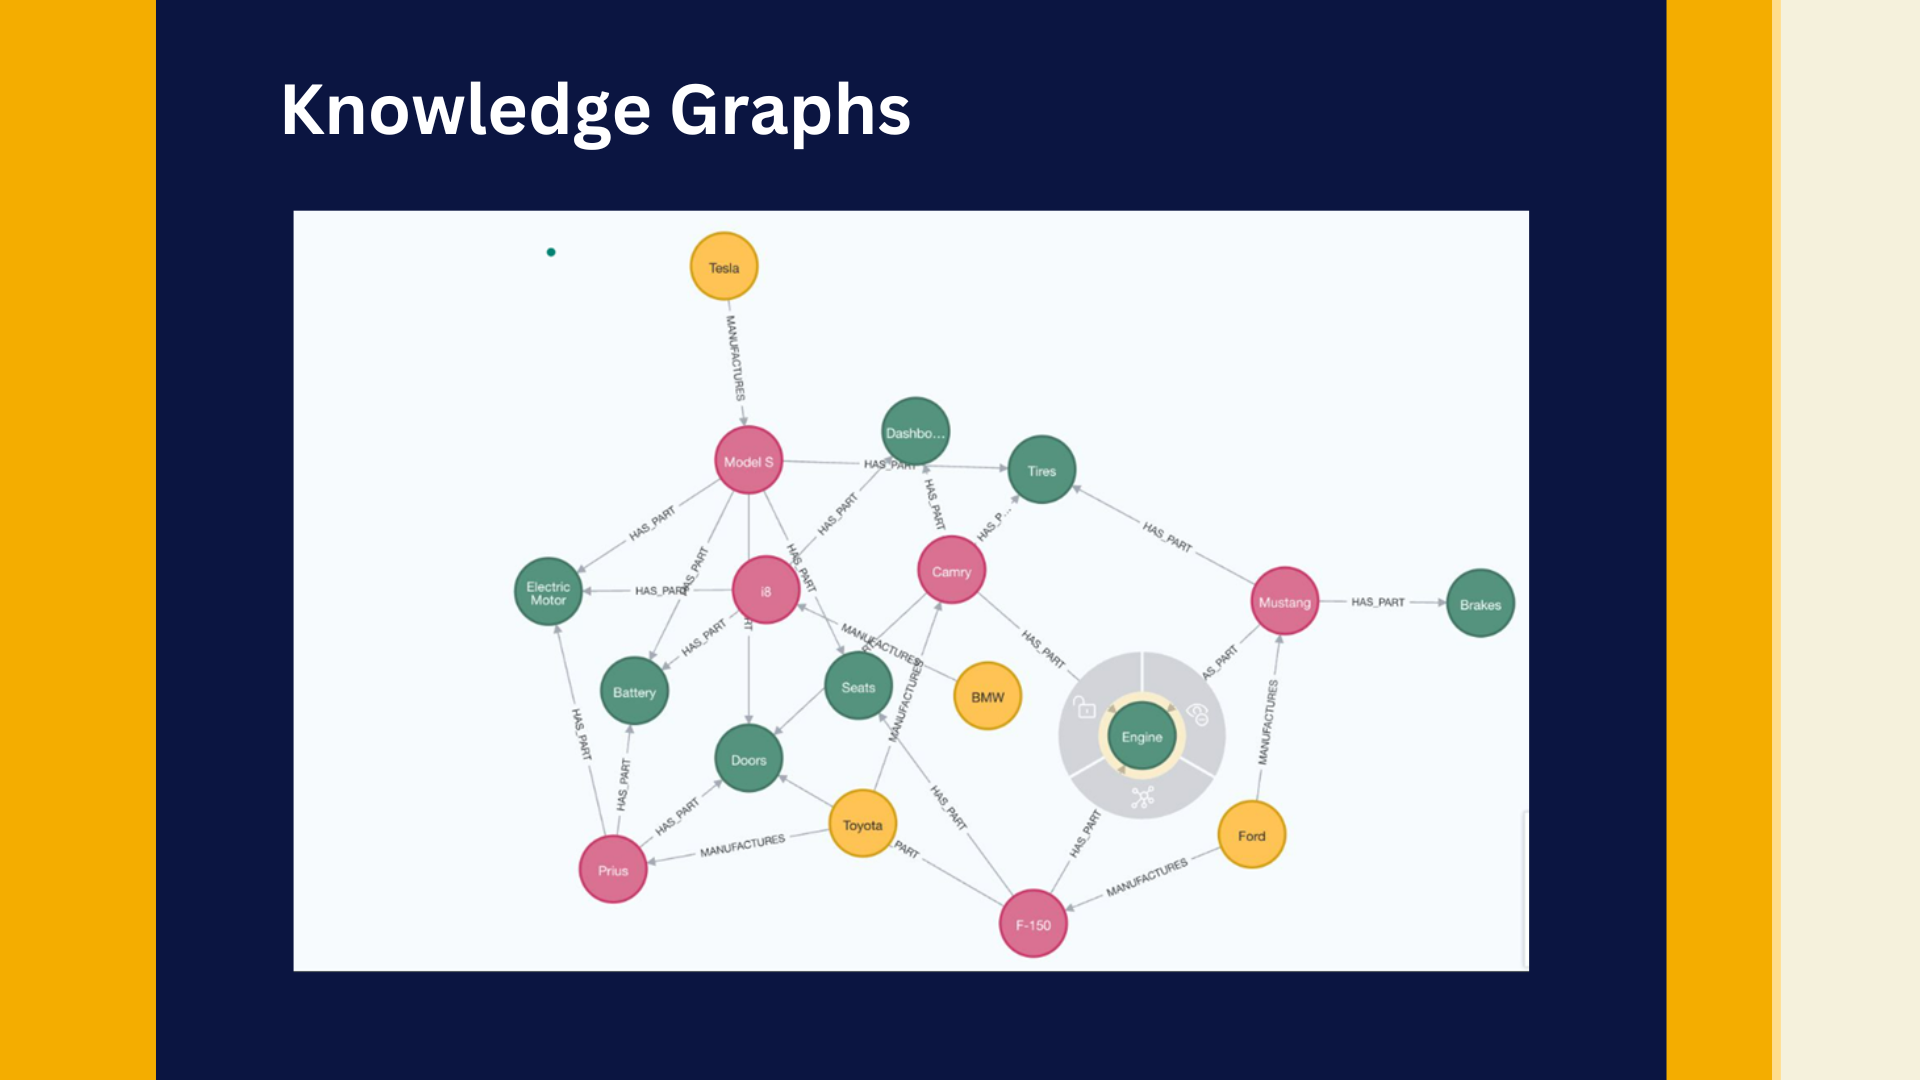 Knowledge Graphs
Tesla
MANUFACTURES
Dashbo...
Model S
HAS_PART
Tires
HAS_PART
HAS_PART
HAS_P...
HAS_PART
HAS_PART
HAS_PART
HAS_PART
Camry
Electric
Motor
HAS_PART
i8
Mustang
HAS_PART
Brakes
RT
HAS_PART
MANUFACTURES
HAS_PART
AS_PART
Battery
Seats
MANUFACTURES
BMW
HAS_PART
MANUFACTURES
Engine
Doors
HAS_PART
HAS_PART
HAS_PART
Toyota
HAS_PART
Ford
MANUFACTURES
PART
Prius
MANUFACTURES
F-150